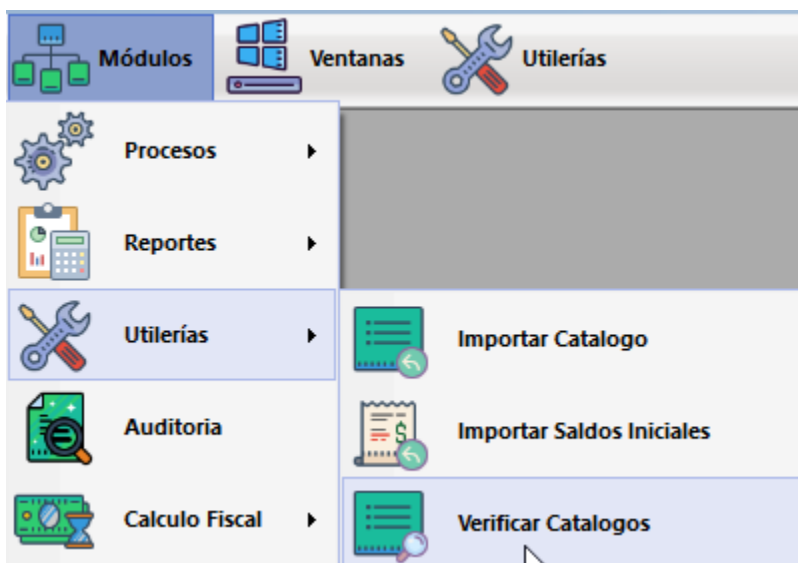 Módulos
Ventanas
Utilerías
Procesos
Reportes
Utilerías
Importar Catalogo
Auditoria
Importar Saldos Iniciales
Calculo Fiscal
Verificar Catalogos